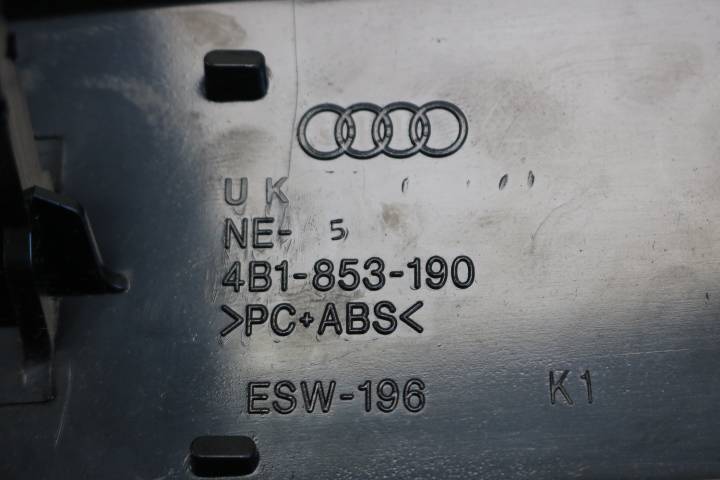 UK
NE- 5
4B1-853-190
>PC+ABS<
ESW-196 K1